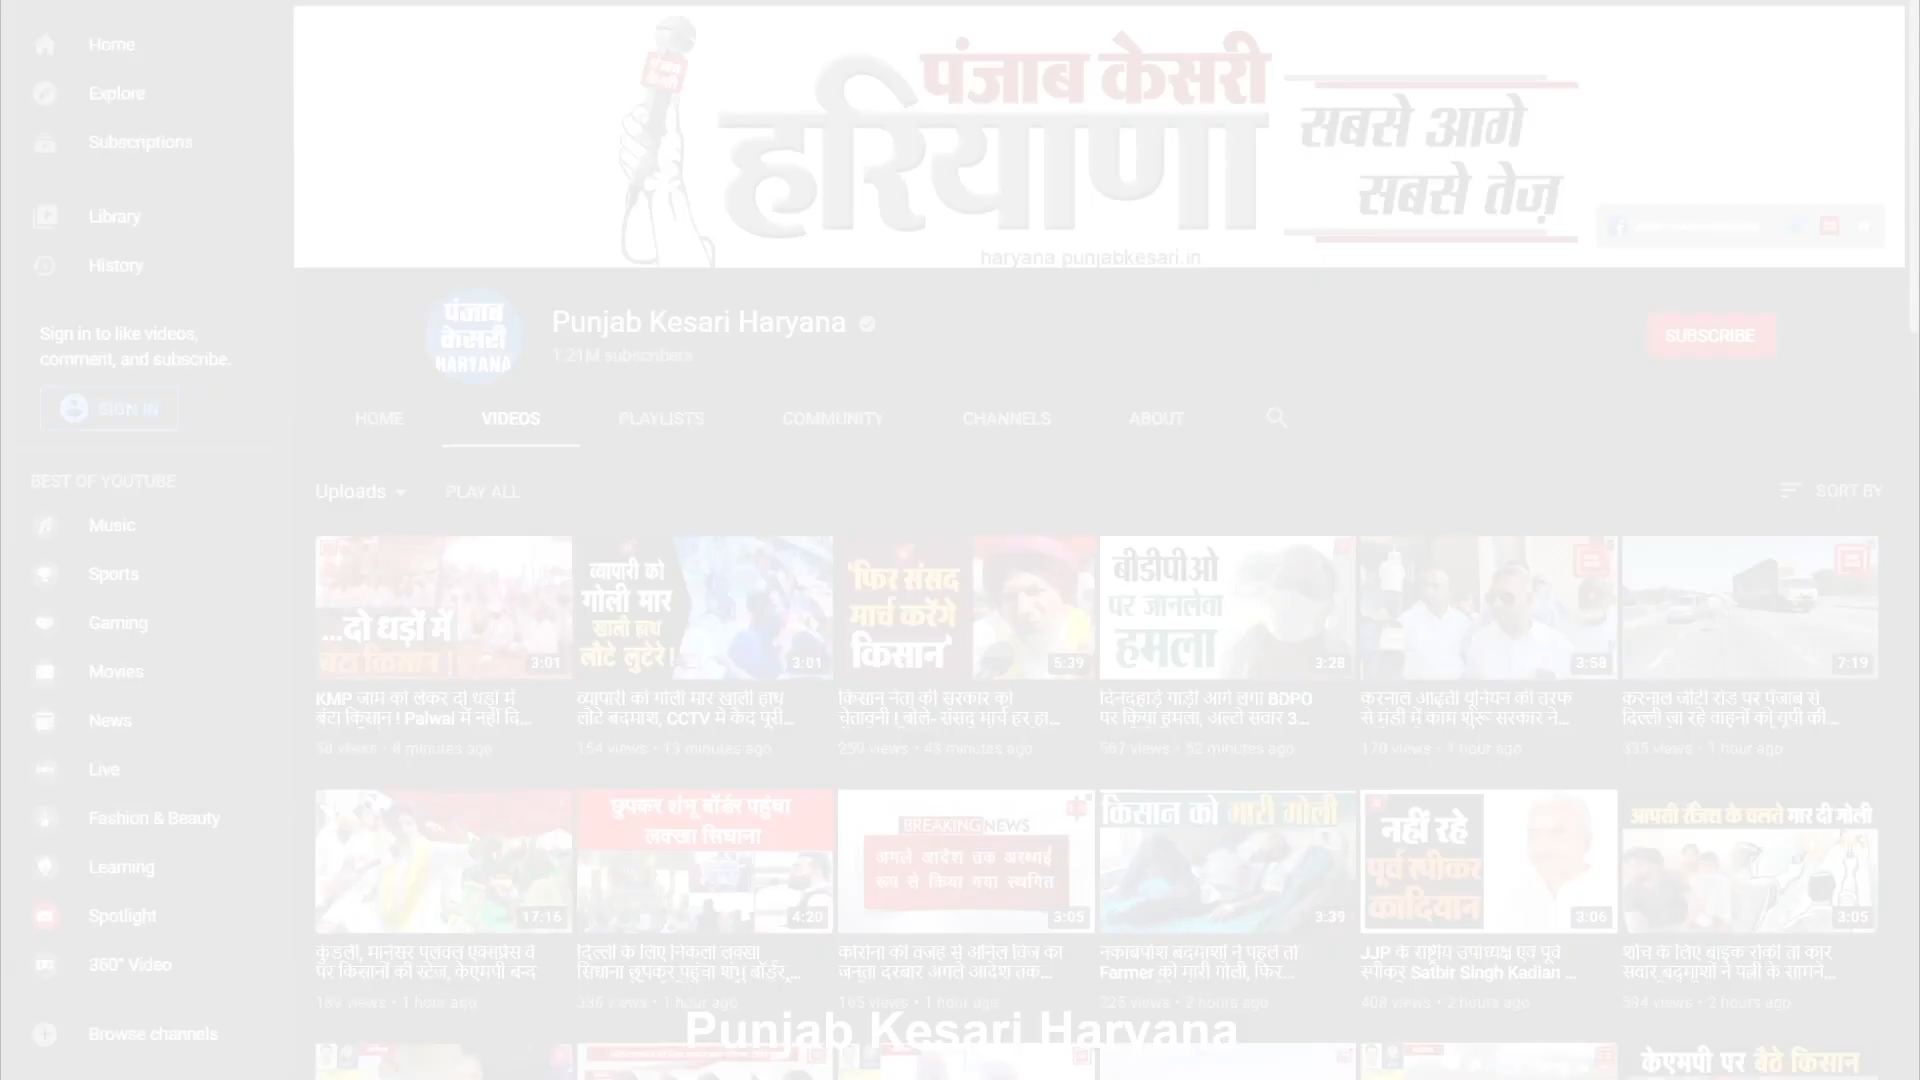 Home
Explore
Subscriptions
Library
History
Sign in to like videos,
comment, and subscribe.
SIGN IN
BEST OF YOUTUBE
Music
Sports
Gaming
Movies
News
Live
Fashion & Beauty
Learning
Spotlight
360° Video
Browse channels
पंजाब केसरी
हरियाणा
सबसे आगे
सबसे तेज़
haryana.punjabkesari.in
पंजाब
केसरी
HARYANA
Punjab Kesari Haryana
1.21M subscribers
SUBSCRIBE
HOME VIDEOS PLAYLISTS COMMUNITY CHANNELS ABOUT
Uploads PLAY ALL SORT BY
...दो धड़ों में
बंटा किसान !
3:01
KMP जाम को लेकर दो धड़ों में
बंटा किसान ! Palwal में नहीं दि...
8 minutes ago
व्यापारी को
गोली मार
खाली हाथ
लौटे लुटेरे !
3:01
व्यापारी को गोली मार खाली हाथ
लौटे बदमाश, CCTV में कैद पूरी...
154 views • 13 minutes ago
'फिर संसद
मार्च करेंगे
किसान'
5:39
किसान नेता की सरकार को
चेतावनी ! बोले- संसद मार्च हर हा...
250 views • 43 minutes ago
बीडीपीओ
पर जानलेवा
हमला
3:28
दिनदहाड़े गाड़ी आगे लगा BDPO
पर किया हमला, अल्टो सवार 3...
567 views • 52 minutes ago
3:58
करनाल आढ़ती यूनियन की तरफ
से मंडी में काम शुरू सरकार ने...
170 views • 1 hour ago
7:19
करनाल जीटी रोड पर पंजाब से
दिल्ली जा रहे वाहनों को यूपी की...
335 views • 1 hour ago
17:16
कुंडली, मानेसर पलवल एक्सप्रेस वे
पर किसानों की स्टेज, केएमपी बन्द
189 views • 1 hour ago
छुपकर शंभू बॉर्डर पहुंचा
लक्खा सिधाना
4:20
दिल्ली के लिए निकला लक्खा
सिधाना छुपकर पहुंचा शंभू बॉर्डर,...
336 views • 1 hour ago
BREAKING NEWS
अगले आदेश तक अस्थाई
रूप से किया गया स्थगित
3:05
कोरोना की वजह से अनिल विज का
जनता दरबार अगले आदेश तक...
165 views • 1 hour ago
किसान को मारी गोली
3:39
नकाबपोश बदमाशों ने पहले तो
Farmer को मारी गोली, फिर...
225 views • 2 hours ago
नहीं रहे
पूर्व स्पीकर
कादियान
3:06
JJP के राष्ट्रीय उपाध्यक्ष एवं पूर्व
स्पीकर Satbir Singh Kadian ...
408 views • 2 hours ago
आपसी रंजिश के चलते मार दी गोली
3:05
शौच के लिए बाइक रोकी तो कार
सवार बदमाशों ने पत्नी के सामने...
394 views • 2 hours ago
Punjab Kesari Haryana
केएमपी पर बैठे किसान